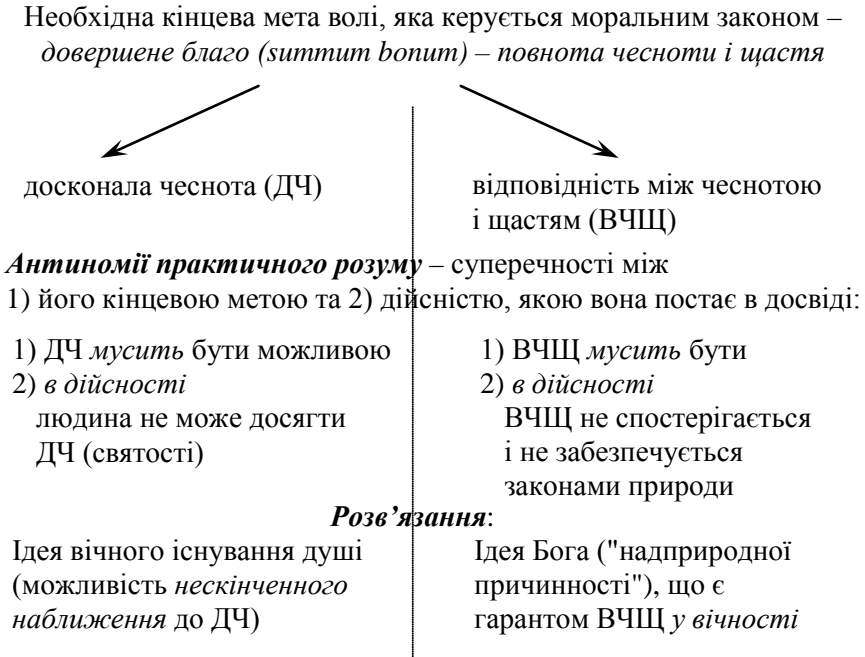 Необхідна кінцева мета волі, яка керується моральним законом –
довершене благо (summum bonum) – повнота чесноти і щастя
досконала чеснота (ДЧ)
відповідність між чеснотою
і щастям (ВЧЩ)
Антиномії практичного розуму – суперечності між
1) його кінцевою метою та 2) дійсністю, якою вона постає в досвіді:
1) ДЧ мусить бути можливою
2) в дійсності
людина не може досягти
ДЧ (святості)
1) ВЧЩ мусить бути
2) в дійсності
ВЧЩ не спостерігається
і не забезпечується
законами природи
Розв’язання:
Ідея вічного існування душі
(можливість нескінченного
наближення до ДЧ)
Ідея Бога ("надприродної
причинності"), що є
гарантом ВЧЩ у вічності